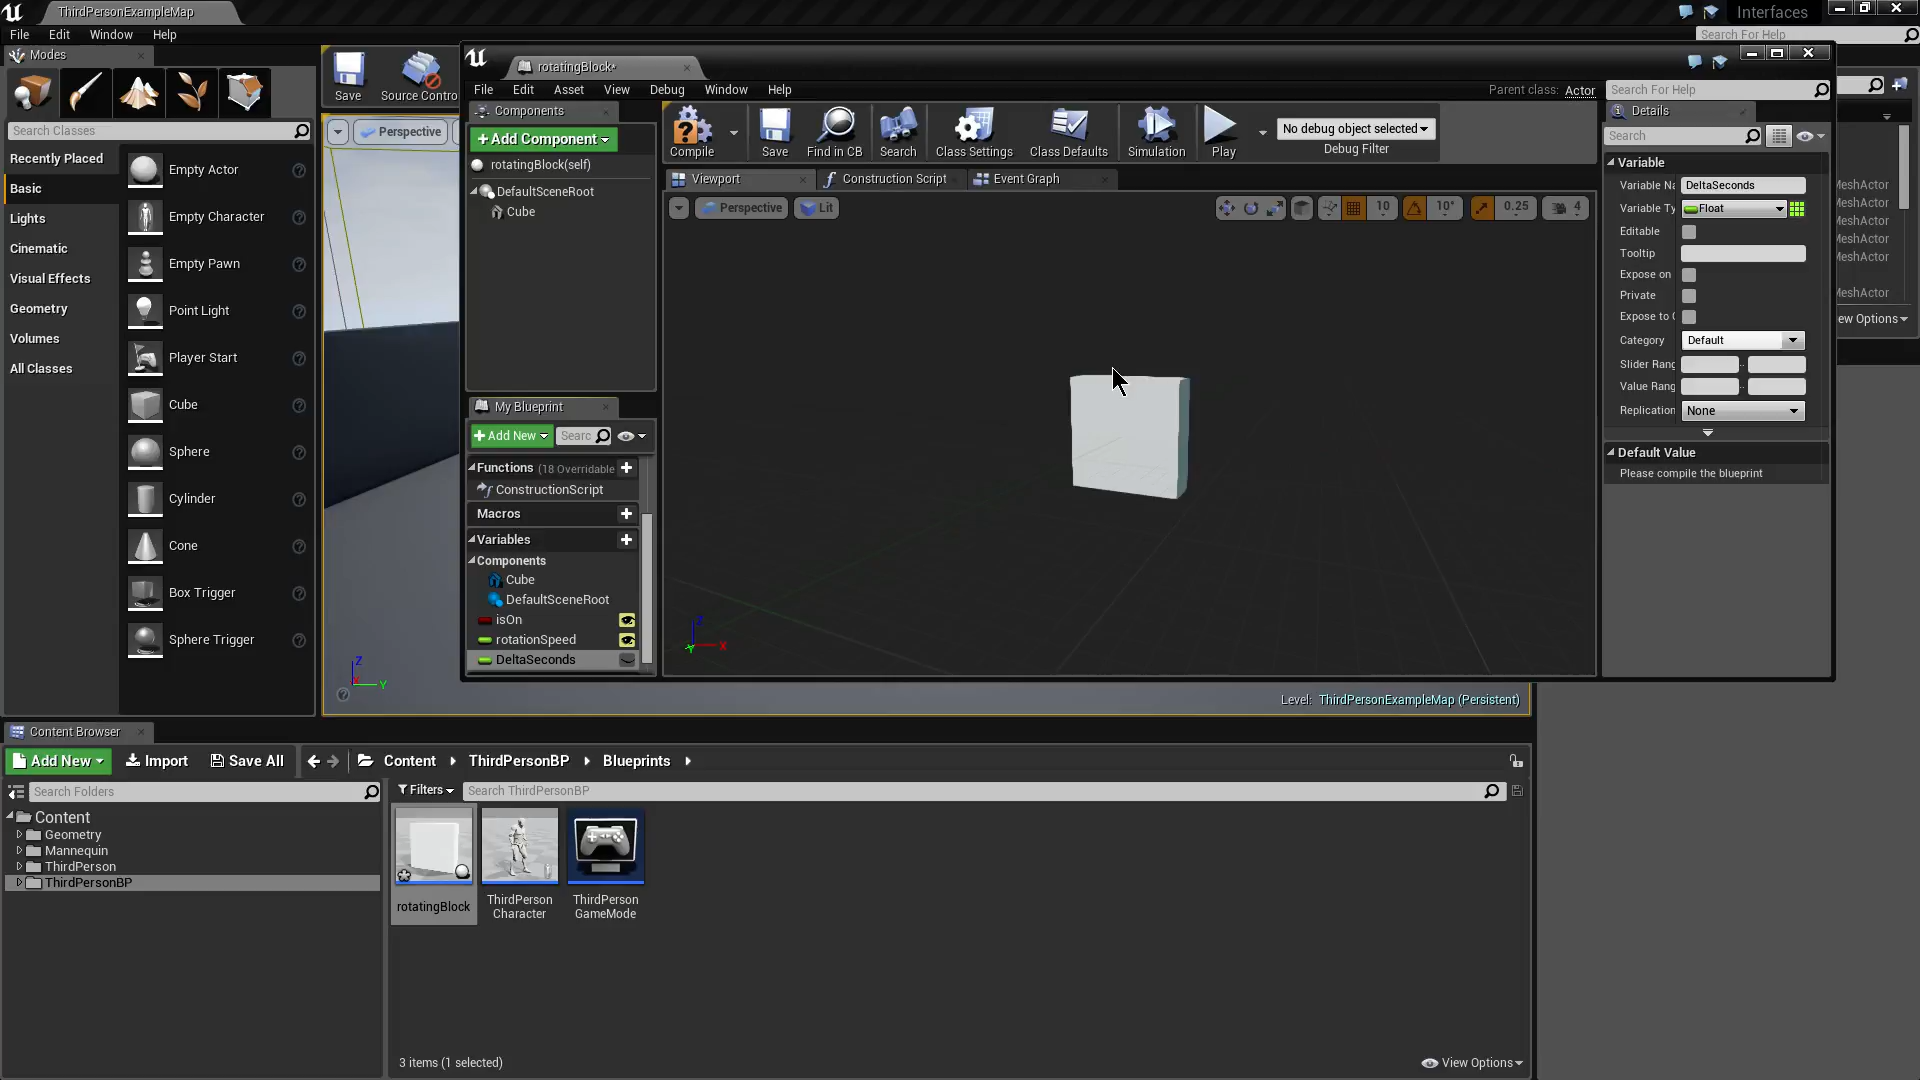 ThirdPersonExampleMap
Interfaces
File Edit Window Help
Search For Help
Modes
Save
Source Contro
rotatingBlock*
File Edit Asset View Debug Window Help
Parent class: Actor
Search For Help
Components
Details
Search Classes
Add Component
Compile
Save
Find in CB
Search
Class Settings
Class Defaults
Simulation
Play
No debug object selected
Debug Filter
Search
Perspective
Recently Placed
Basic
Lights
Cinematic
Visual Effects
Geometry
Volumes
All Classes
Empty Actor
Empty Character
Empty Pawn
Point Light
Player Start
Cube
Sphere
Cylinder
Cone
Box Trigger
Sphere Trigger
rotatingBlock(self)
DefaultSceneRoot
Cube
Viewport
Construction Script
Event Graph
Perspective
Lit
10
10°
0.25
4
Variable
Variable Na
DeltaSeconds
Variable Ty
Float
Editable
Tooltip
Expose on
Private
Expose to C
Category
Default
Slider Rang
Value Rang
Replication
None
Default Value
Please compile the blueprint
MeshActor
MeshActor
MeshActor
MeshActor
MeshActor
MeshActor
ew Options
My Blueprint
Add New
Searc
Functions (18 Overridable
ConstructionScript
Macros
Variables
Components
Cube
DefaultSceneRoot
isOn
rotationSpeed
DeltaSeconds
Z
X
Y
Z
X
Y
Level: ThirdPersonExampleMap (Persistent)
Content Browser
Add New
Import
Save All
Content
ThirdPersonBP
Blueprints
Search Folders
Filters
Search ThirdPersonBP
Content
Geometry
Mannequin
ThirdPerson
ThirdPersonBP
rotatingBlock
ThirdPerson
Character
ThirdPerson
GameMode
3 items (1 selected)
View Options